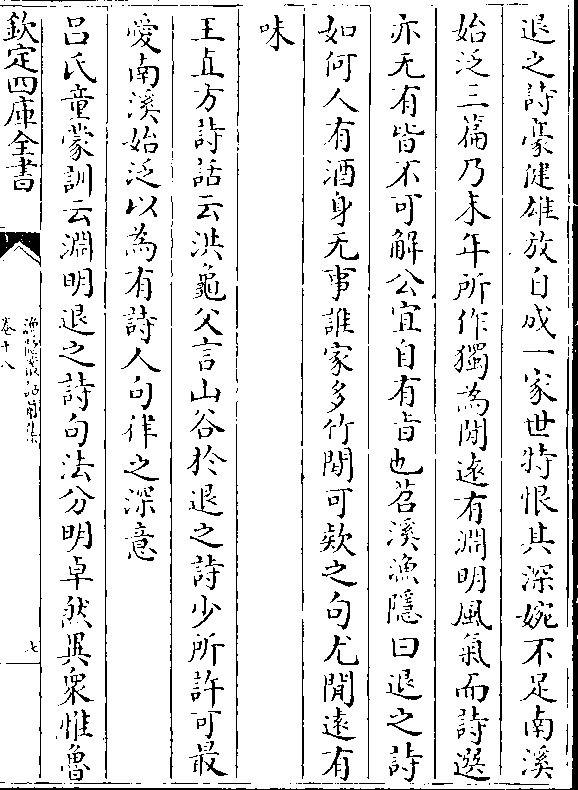 退之詩豪健雄放自成一家世特恨其深婉不足南溪
始泛三篇乃末年所作獨為閒逺有淵明風氣而詩選
亦无有皆不可解公宜自有旨也苕溪漁隱曰退之詩
如何人有酒身无事誰家多竹門可欵之句尤閒逺有
味
王直方詩話云洪龜父言山谷於退之詩少所許可最
愛南溪始泛以為有詩人句律之深意
吕氏童蒙訓云淵明退之詩句法分明卓然異衆惟魯
欽定四庫全書
漁隱叢話前集
卷十八
七